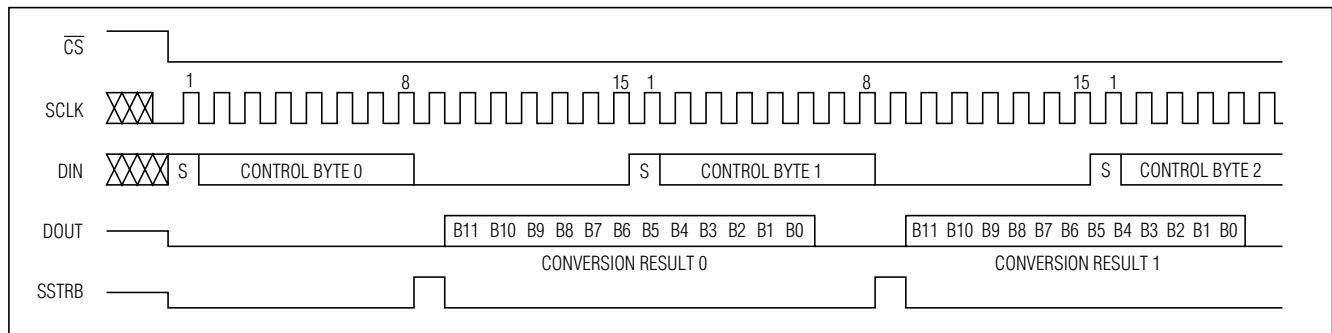 CS
1 8 15 1 8 15 1
SCLK
DIN S CONTROL BYTE 0 S CONTROL BYTE 1 S CONTROL BYTE 2
DOUT B11 B10 B9 B8 B7 B6 B5 B4 B3 B2 B1 B0 B11 B10 B9 B8 B7 B6 B5 B4 B3 B2 B1 B0
CONVERSION RESULT 0 CONVERSION RESULT 1
SSTRB